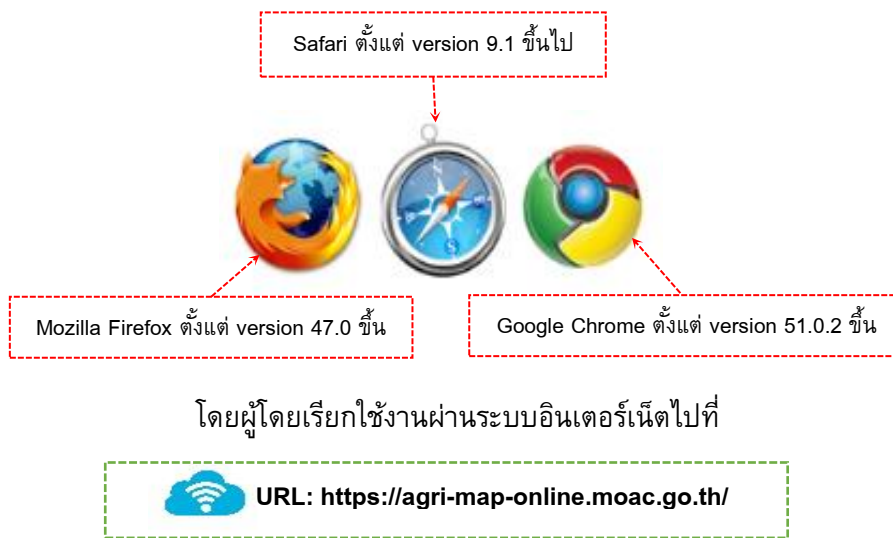 Safari ตั้งแต่ version 9.1 ขึ้นไป
Mozilla Firefox ตั้งแต่ version 47.0 ขึ้น
Google Chrome ตั้งแต่ version 51.0.2 ขึ้น
โดยผู้โดยเรียกใช้งานผ่านระบบอินเตอร์เน็ตไปที่
URL: https://agri-map-online.moac.go.th/